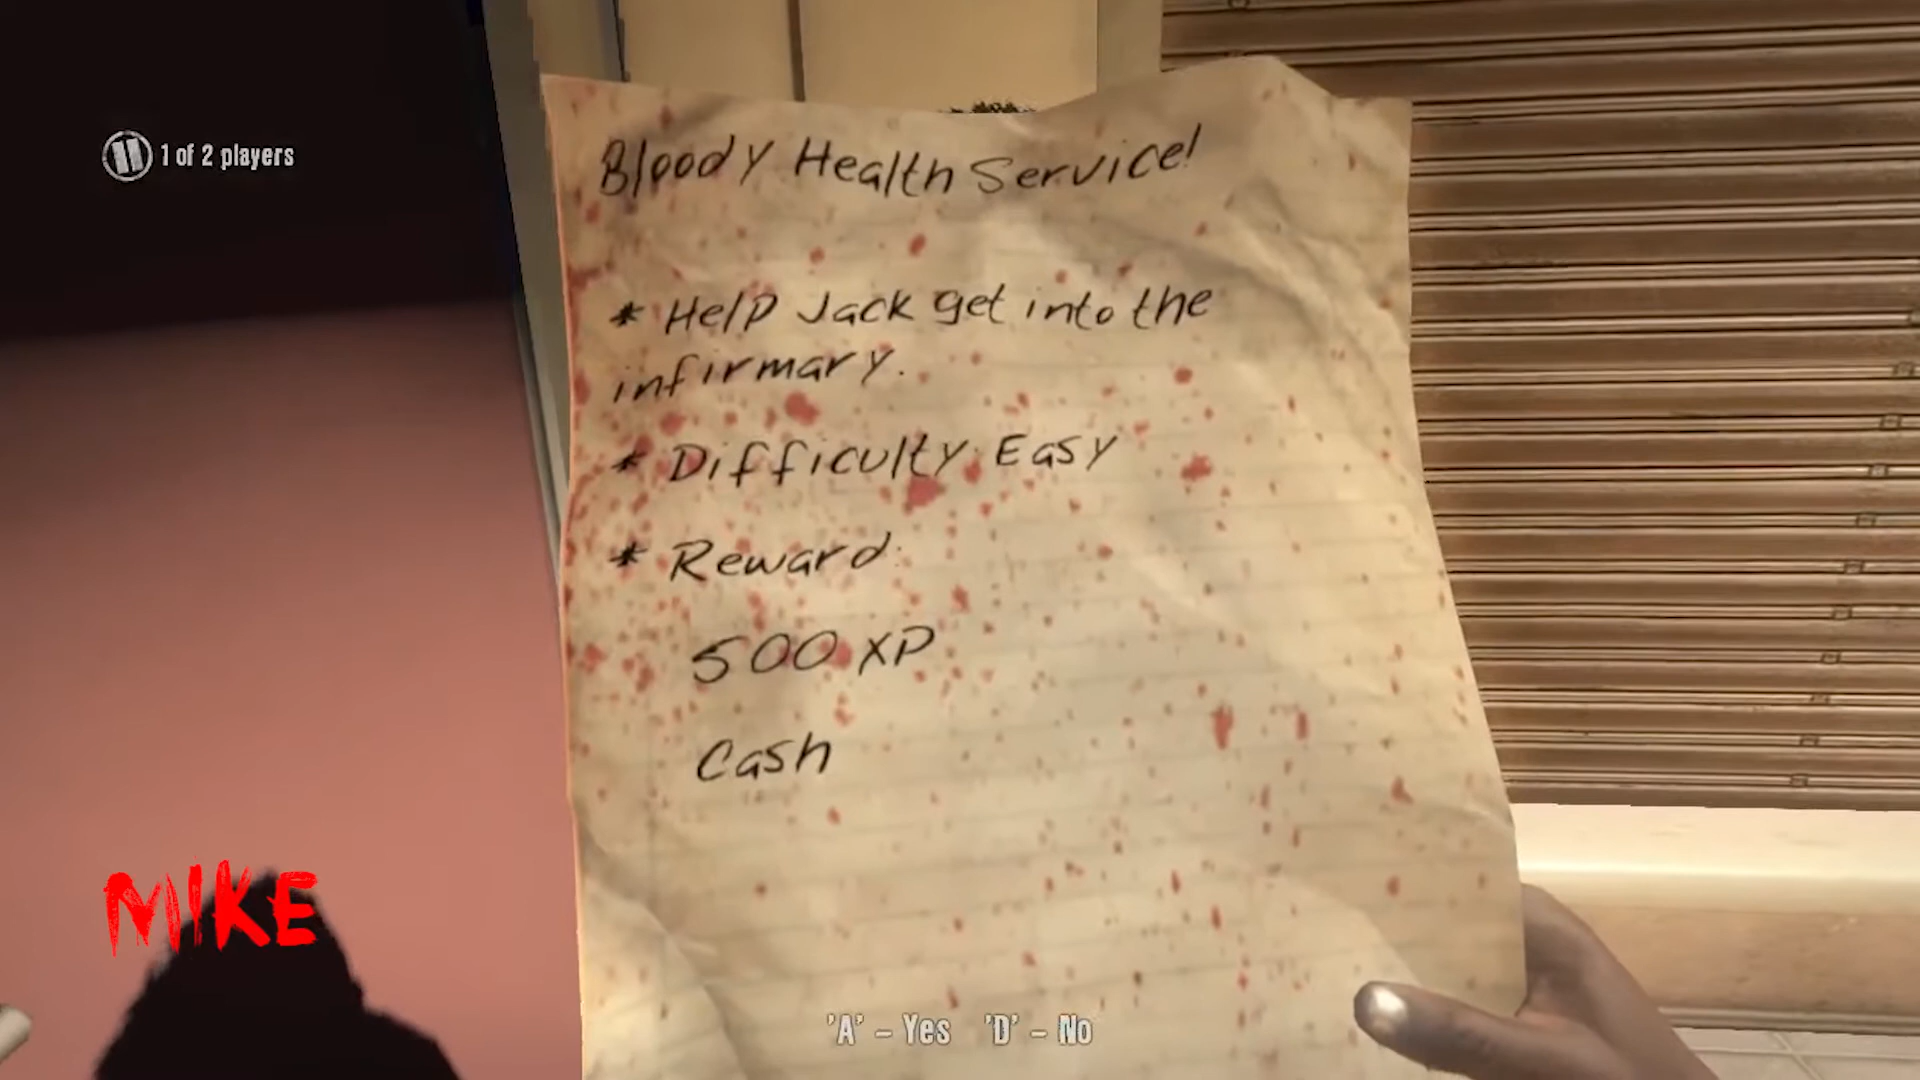 1 of 2 players
Bloody Health Service!
* Help Jack get into the
infirmary.
* Difficulty: Easy
* Reward:
500 XP
Cash
MIKE
'A' – Yes 'D' – No